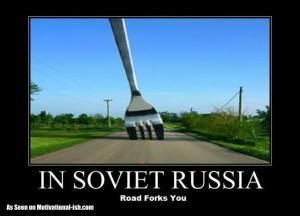 IN SOVIET RUSSIA
Road Forks You
As Seen on Motivational-ish.com